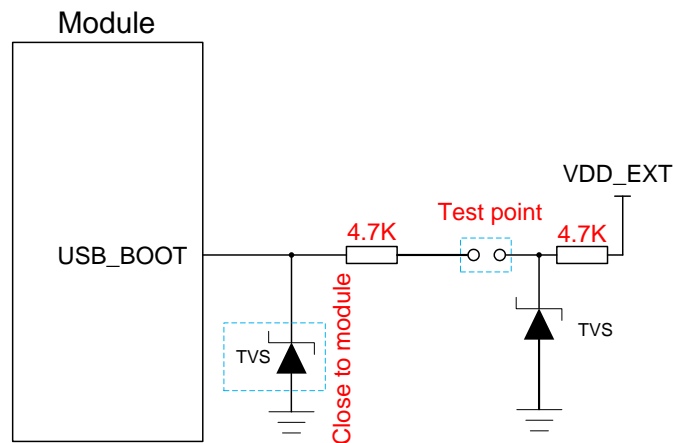 Module
VDD_EXT
Test point
4.7K
4.7K
USB_BOOT
TVS
Close to module
TVS